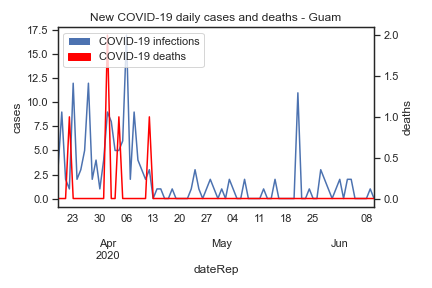 New COVID-19 daily cases and deaths - Guam
COVID-19 infections
COVID-19 deaths
cases
17.5
15.0
12.5
10.0
7.5
5.0
2.5
0.0
deaths
2.0
1.5
1.0
0.5
0.0
23 30 06 13 20 27 04 11 18 25 08
Apr May Jun
2020
dateRep